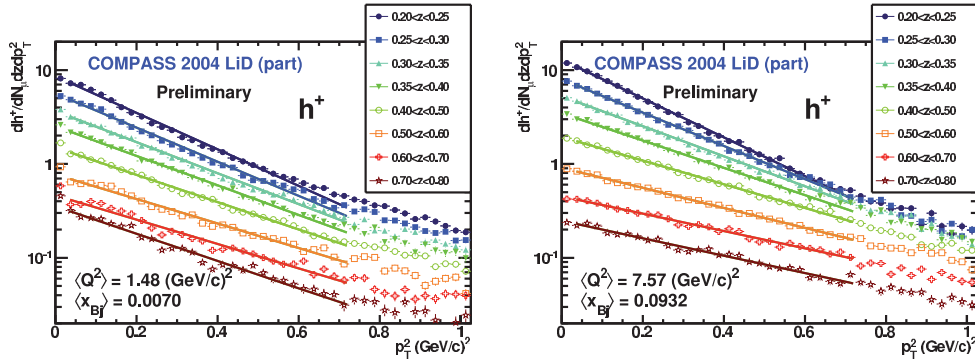 dh⁺/dN_μdzdp_T²
10
1
10⁻¹
COMPASS 2004 LiD (part)
Preliminary
h⁺
0.20<z<0.25
0.25<z<0.30
0.30<z<0.35
0.35<z<0.40
0.40<z<0.50
0.50<z<0.60
0.60<z<0.70
0.70<z<0.80
⟨Q²⟩ = 1.48 (GeV/c)²
⟨x_Bj⟩ = 0.0070
0 0.2 0.4 0.6 0.8 1
p_T² (GeV/c)²
dh⁺/dN_μdzdp_T²
10
1
10⁻¹
COMPASS 2004 LiD (part)
Preliminary
h⁺
0.20<z<0.25
0.25<z<0.30
0.30<z<0.35
0.35<z<0.40
0.40<z<0.50
0.50<z<0.60
0.60<z<0.70
0.70<z<0.80
⟨Q²⟩ = 7.57 (GeV/c)²
⟨x_Bj⟩ = 0.0932
0 0.2 0.4 0.6 0.8 1
p_T² (GeV/c)²